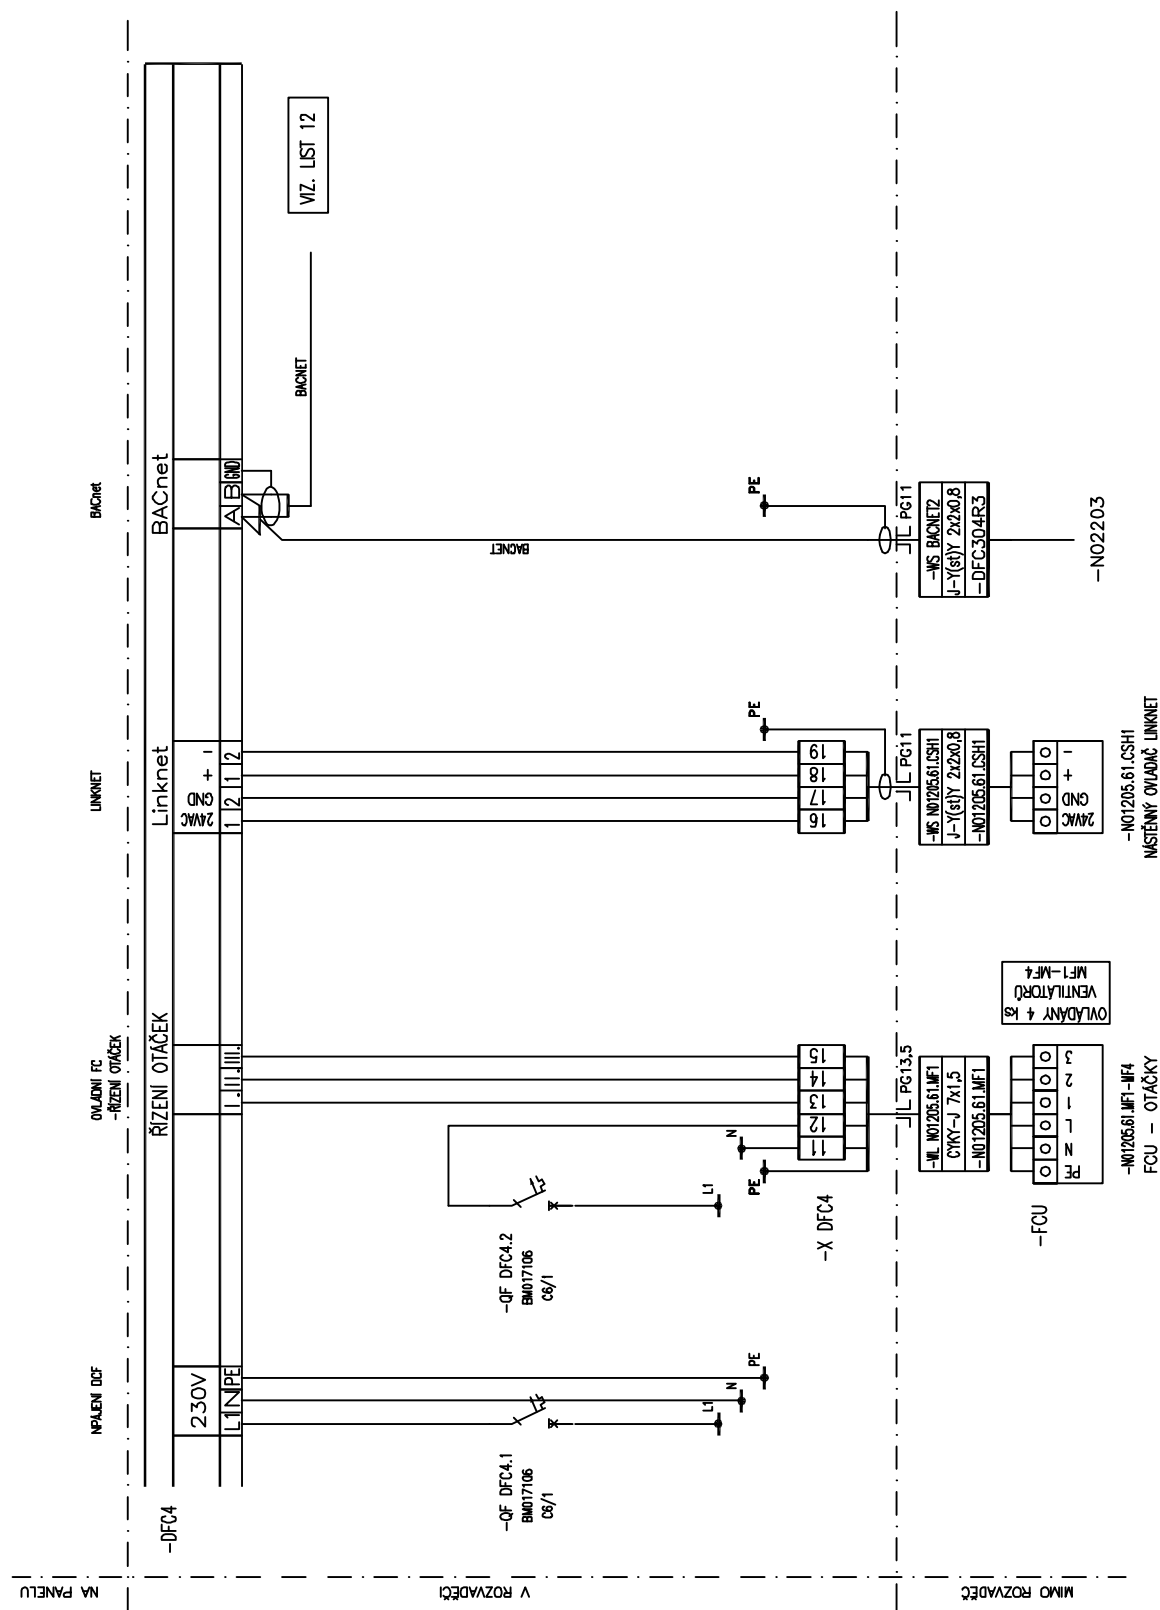 NAPÁJENÍ DCF
OVLÁDNÍ FC
-ŘÍZENÍ OTÁČEK
LINKNET
BACnet
NA PANELU
-DFC4
230V
L1 N PE
ŘÍZENÍ OTÁČEK
I. II. III.
Linknet
24VAC GND + -
1 2 1 2
BACnet
A B GND
VIZ. LIST 12
BACNET
BACNET
V ROZVADĚČI
-QF DFC4.1
BM017106
C6/1
L1
N
PE
-QF DFC4.2
BM017106
C6/1
L1
N
PE
PE
PE
-X DFC4
11 12 13 14 15
16 17 18 19
PG13,5
PG11
PG11
MIMO ROZVADĚČ
-WL N01205.61.MF1
CYKY-J 7x1,5
-N01205.61.MF1
-WS N01205.61.CSH1
J-Y(st)Y 2x2x0,8
-N01205.61.CSH1
-WS BACNET2
J-Y(st)Y 2x2x0,8
-DFC304R3
-FCU
PE N L 1 2 3
OVLÁDÁNY 4 KS
VENTILÁTORŮ
MF1-MF4
24VAC GND + -
-N01205.61.MF1-MF4
FCU - OTÁČKY
-N01205.61.CSH1
NÁSTĚNNÝ OVLADAČ LINKNET
-N02203